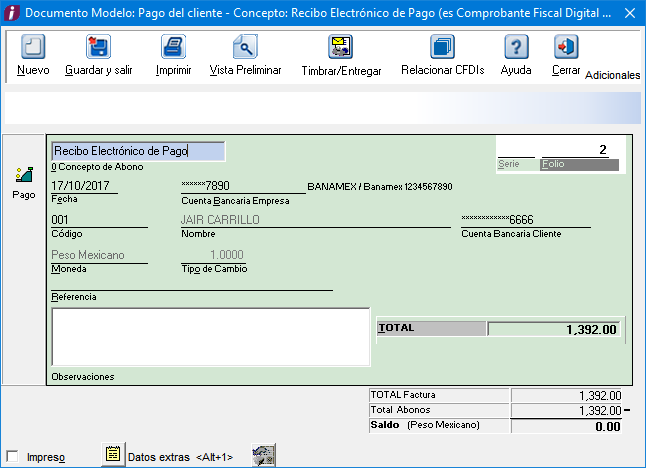 Documento Modelo: Pago del cliente - Concepto: Recibo Electrónico de Pago (es Comprobante Fiscal Digital ...
Nuevo Guardar y salir Imprimir Vista Preliminar Timbrar/Entregar Relacionar CFDIs Ayuda Cerrar Adicionales
Pago
Recibo Electrónico de Pago
0 Concepto de Abono
2
Serie Folio
17/10/2017 ******7890 BANAMEX / Banamex 1234567890
Fecha Cuenta Bancaria Empresa
001 JAIR CARRILLO ************6666
Código Nombre Cuenta Bancaria Cliente
Peso Mexicano 1.0000
Moneda Tipo de Cambio
Referencia
TOTAL 1,392.00
Observaciones
TOTAL Factura 1,392.00
Total Abonos 1,392.00 -
Saldo (Peso Mexicano) 0.00
Impreso Datos extras <Alt+1>